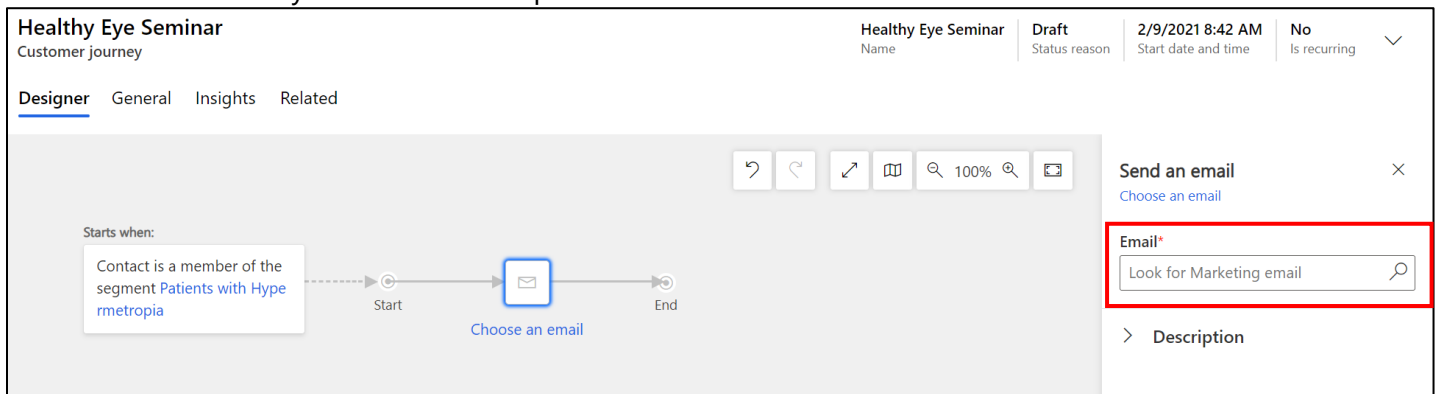 Healthy Eye Seminar
Customer journey
Healthy Eye Seminar
Name
Draft
Status reason
2/9/2021 8:42 AM
Start date and time
No
Is recurring
Designer General Insights Related
100%
Starts when:
Contact is a member of the
segment Patients with Hype
rmetropia
Start
Choose an email
End
Send an email
Choose an email
Email*
Look for Marketing email
Description